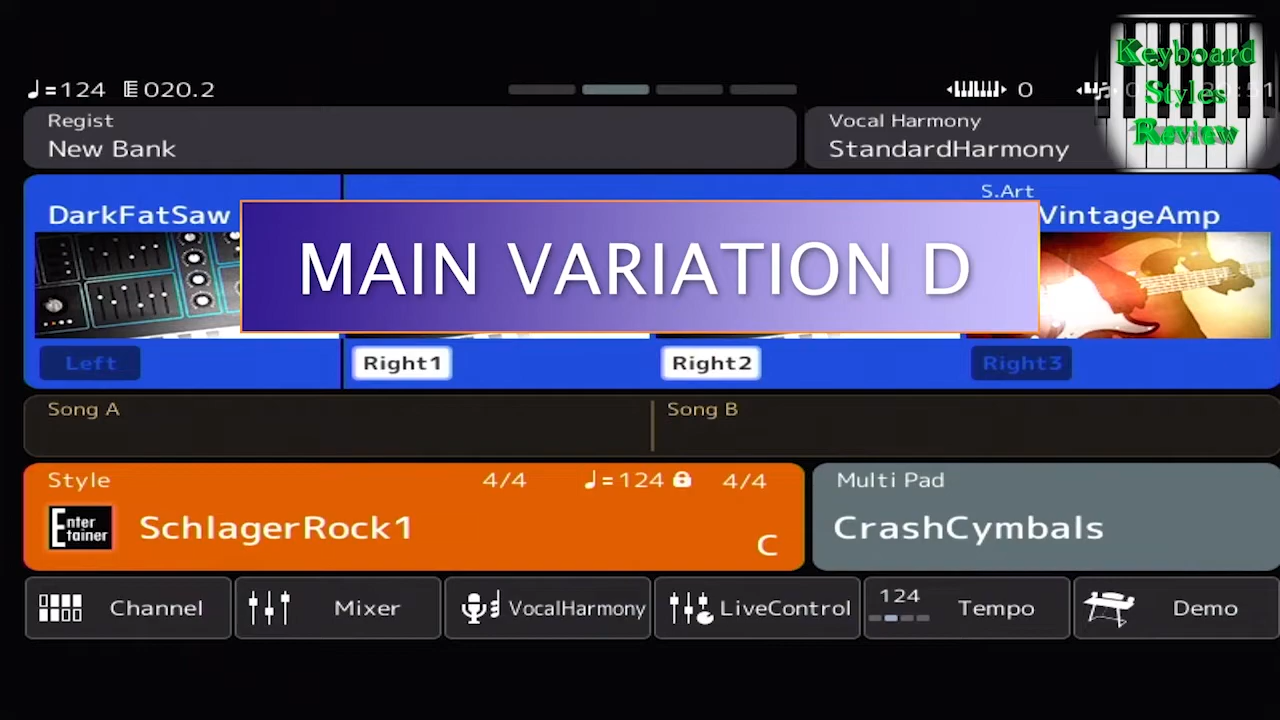 ♩=124 020.2
0
Keyboard
Styles
Review
Regist
New Bank
Vocal Harmony
StandardHarmony
DarkFatSaw
S.Art
VintageAmp
MAIN VARIATION D
Left
Right1
Right2
Right3
Song A
Song B
Style 4/4 ♩=124 4/4
Enter
tainer
SchlagerRock1
C
Multi Pad
CrashCymbals
Channel
Mixer
VocalHarmony
LiveControl
124
Tempo
Demo